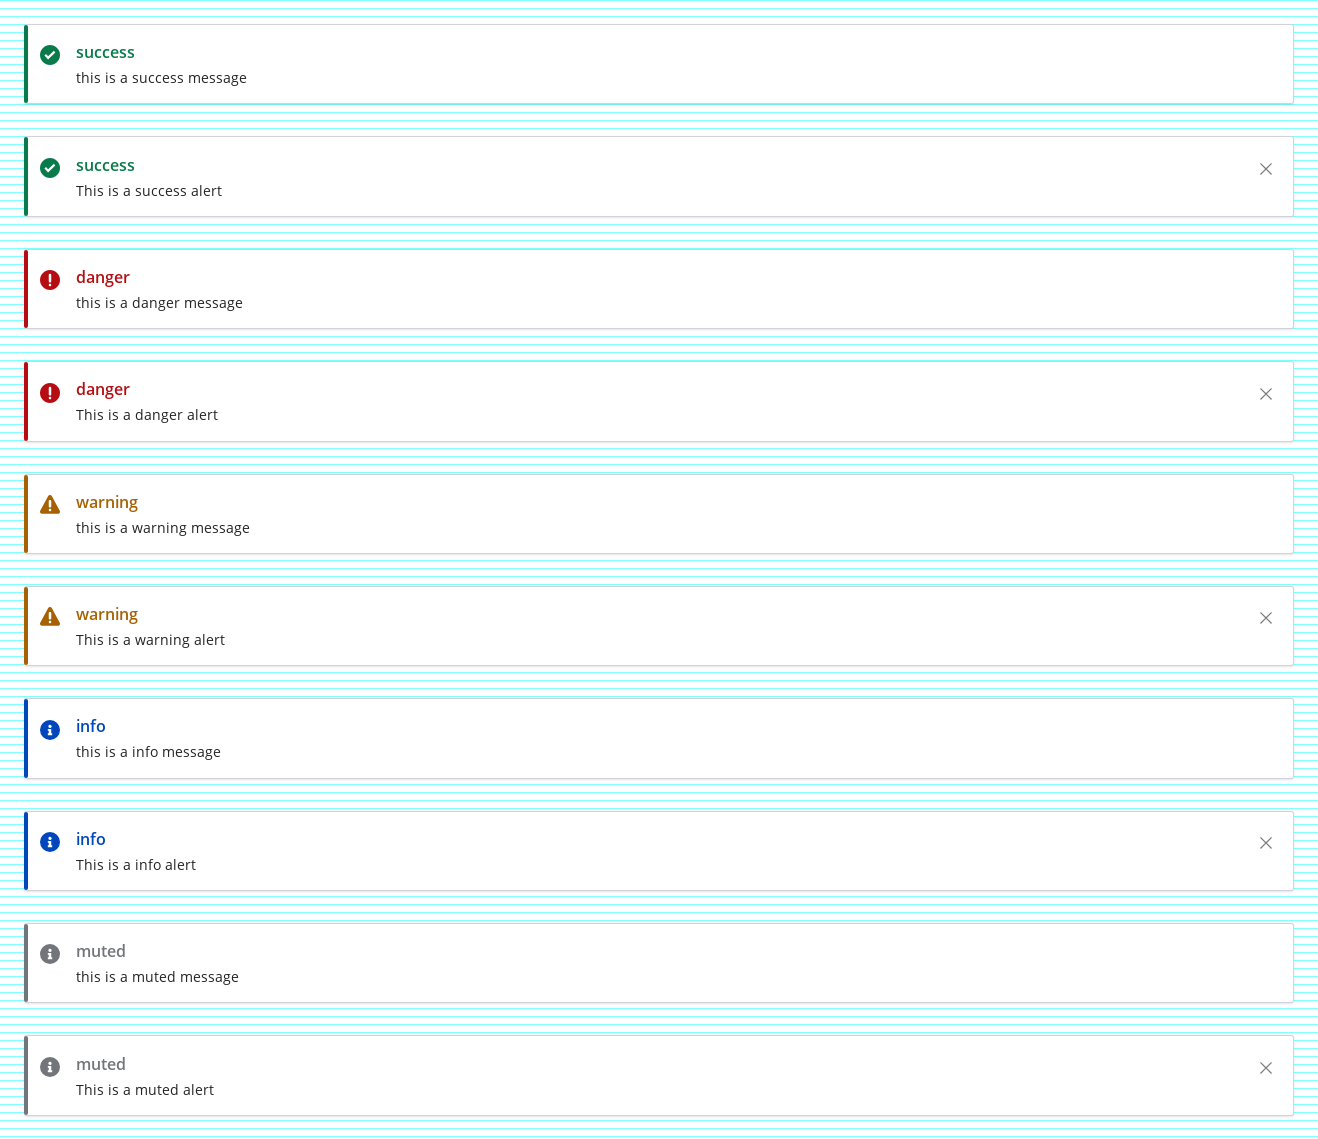 success
this is a success message
success
This is a success alert
danger
this is a danger message
danger
This is a danger alert
warning
this is a warning message
warning
This is a warning alert
info
this is a info message
info
This is a info alert
muted
this is a muted message
muted
This is a muted alert